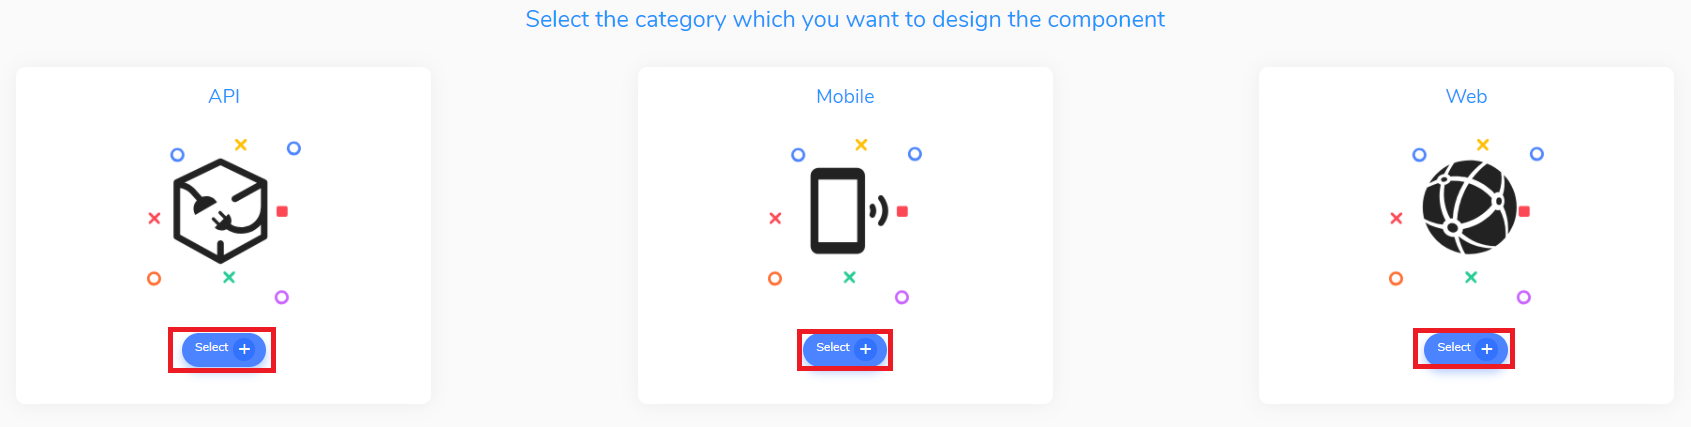 Select the category which you want to design the component
API
Mobile
Web
Select
Select
Select